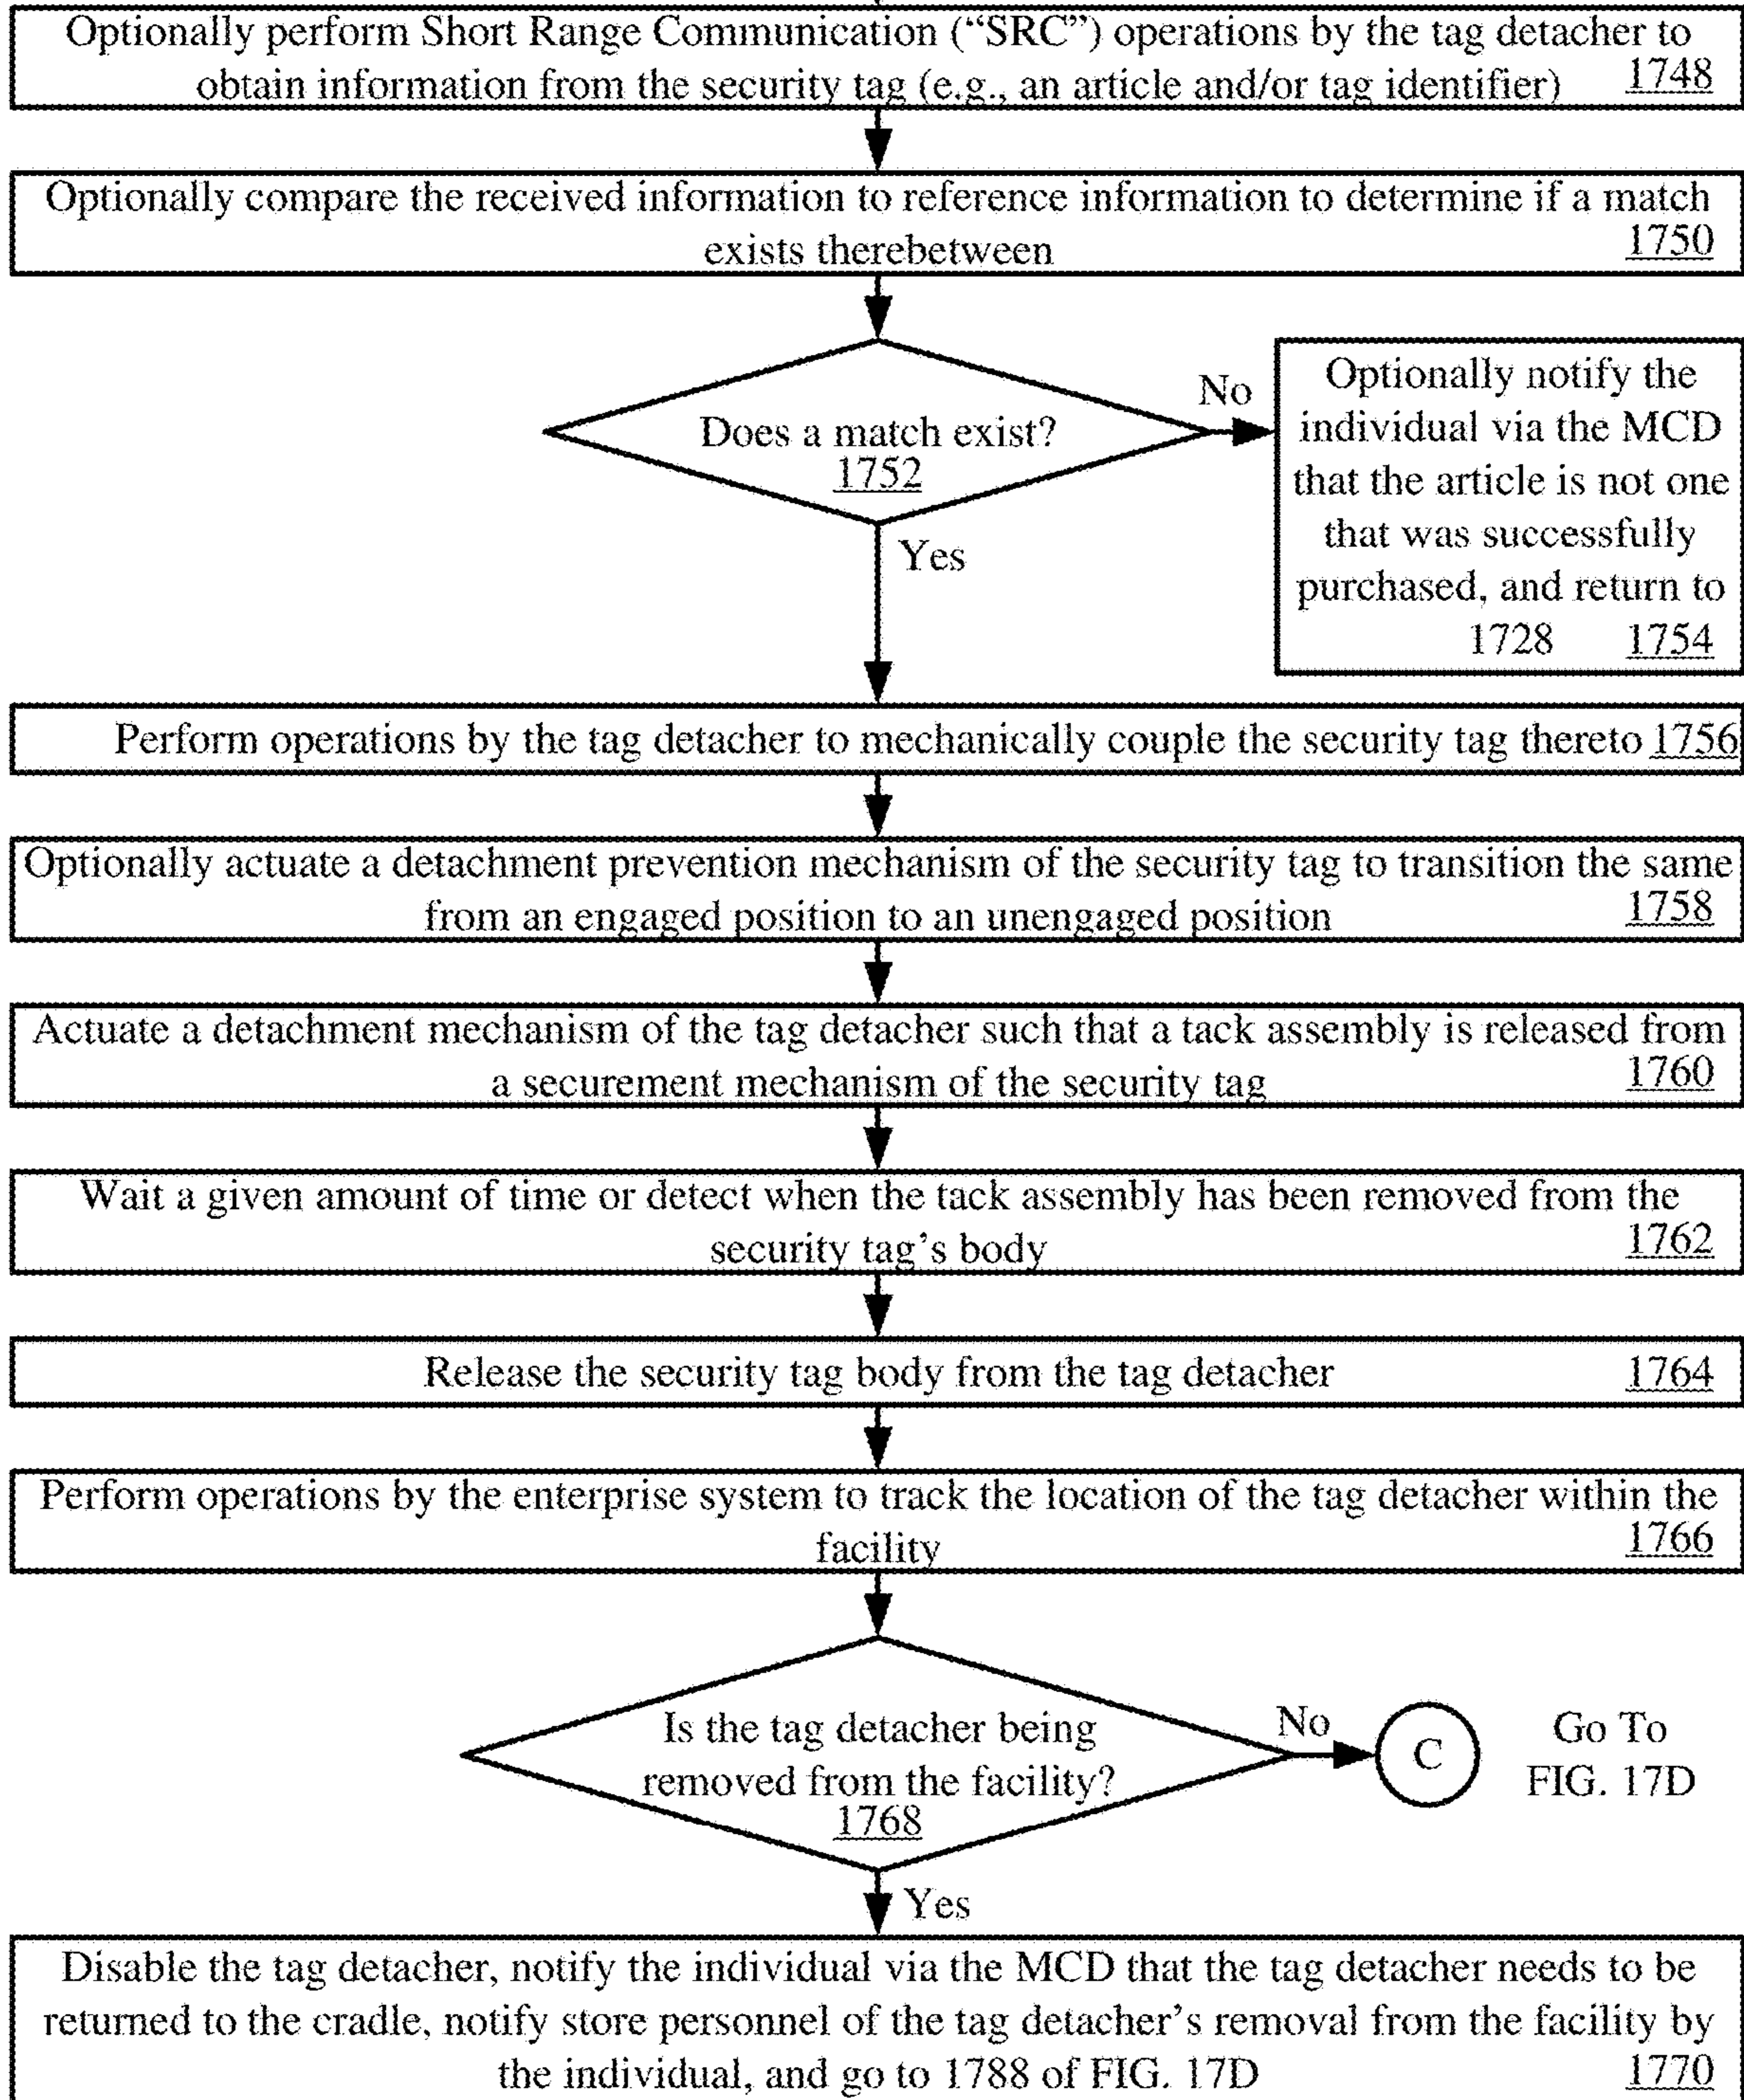 Optionally perform Short Range Communication (“SRC”) operations by the tag detacher to
obtain information from the security tag (e.g., an article and/or tag identifier) 1748
Optionally compare the received information to reference information to determine if a match
exists therebetween 1750
Does a match exist?
1752
No
Optionally notify the
individual via the MCD
that the article is not one
that was successfully
purchased, and return to
1728 1754
Yes
Perform operations by the tag detacher to mechanically couple the security tag thereto 1756
Optionally actuate a detachment prevention mechanism of the security tag to transition the same
from an engaged position to an unengaged position 1758
Actuate a detachment mechanism of the tag detacher such that a tack assembly is released from
a securement mechanism of the security tag 1760
Wait a given amount of time or detect when the tack assembly has been removed from the
security tag’s body 1762
Release the security tag body from the tag detacher 1764
Perform operations by the enterprise system to track the location of the tag detacher within the
facility 1766
Is the tag detacher being
removed from the facility?
1768
No
C
Go To
FIG. 17D
Yes
Disable the tag detacher, notify the individual via the MCD that the tag detacher needs to be
returned to the cradle, notify store personnel of the tag detacher’s removal from the facility by
the individual, and go to 1788 of FIG. 17D 1770